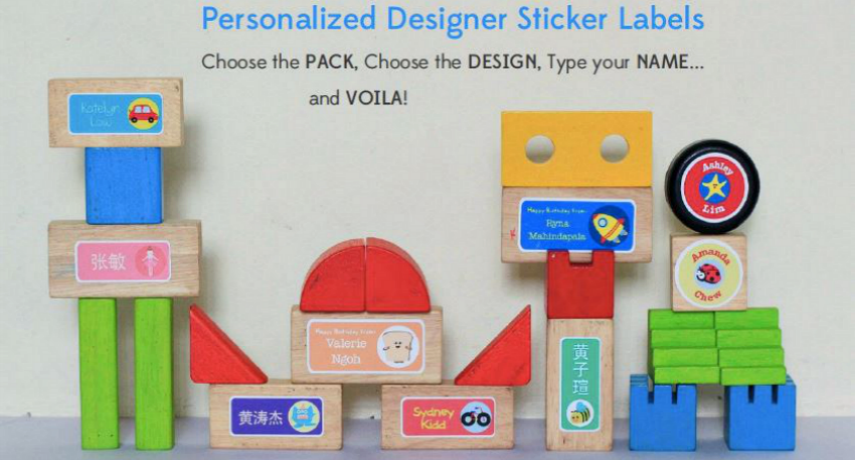 Personalized Designer Sticker Labels
Choose the PACK, Choose the DESIGN, Type your NAME...
and VOILA!
Katelyn
Low
张敏
Happy Birthday From
Valerie
Ngoh
黄涛杰
Sydney
Kidd
Happy Birthday From
Ryna
Mahindapala
黄子瑄
Ashley
Lim
Amanda
Chew